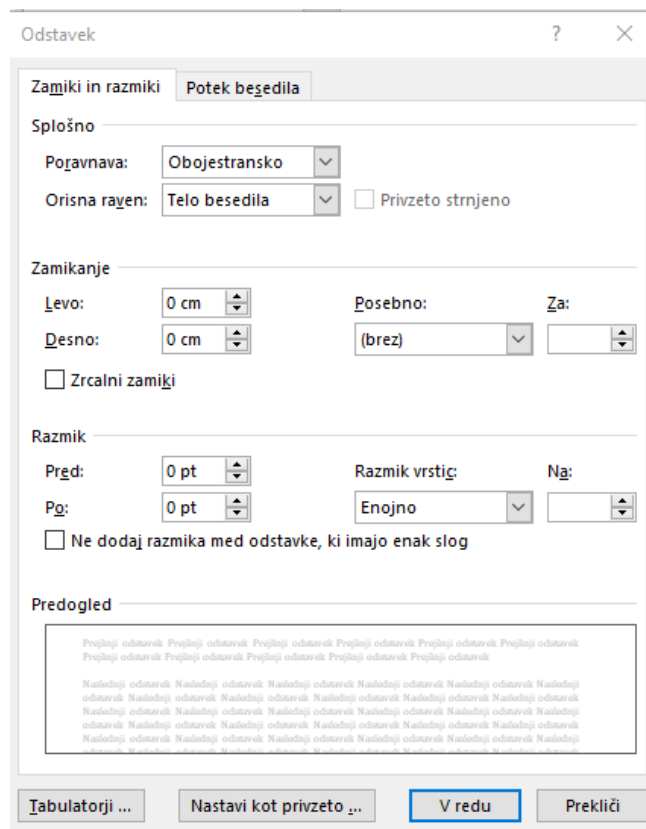 Odstavek ?
Zamiki in razmiki Potek besedila
Splošno
Poravnava: Obojestransko
Orisna raven: Telo besedila Privzeto strnjeno
Zamikanje
Levo: 0 cm Posebno: Za:
Desno: 0 cm (brez)
Zrcalni zamiki
Razmik
Pred: 0 pt Razmik vrstic: Na:
Po: 0 pt Enojno
Ne dodaj razmika med odstavke, ki imajo enak slog
Predogled
Prejšnji odstavek Prejšnji odstavek Prejšnji odstavek Prejšnji odstavek Prejšnji odstavek Prejšnji odstavek
Prejšnji odstavek Prejšnji odstavek Prejšnji odstavek Prejšnji odstavek Prejšnji odstavek
Naslednji odstavek Naslednji odstavek Naslednji odstavek Naslednji odstavek Naslednji odstavek Naslednji
odstavek Naslednji odstavek Naslednji odstavek Naslednji odstavek Naslednji odstavek Naslednji odstavek
Naslednji odstavek Naslednji odstavek Naslednji odstavek Naslednji odstavek Naslednji odstavek Naslednji
odstavek Naslednji odstavek Naslednji odstavek Naslednji odstavek Naslednji odstavek Naslednji odstavek
Naslednji odstavek Naslednji odstavek Naslednji odstavek Naslednji odstavek Naslednji odstavek Naslednji
Tabulatorji ... Nastavi kot privzeto ... V redu Prekliči